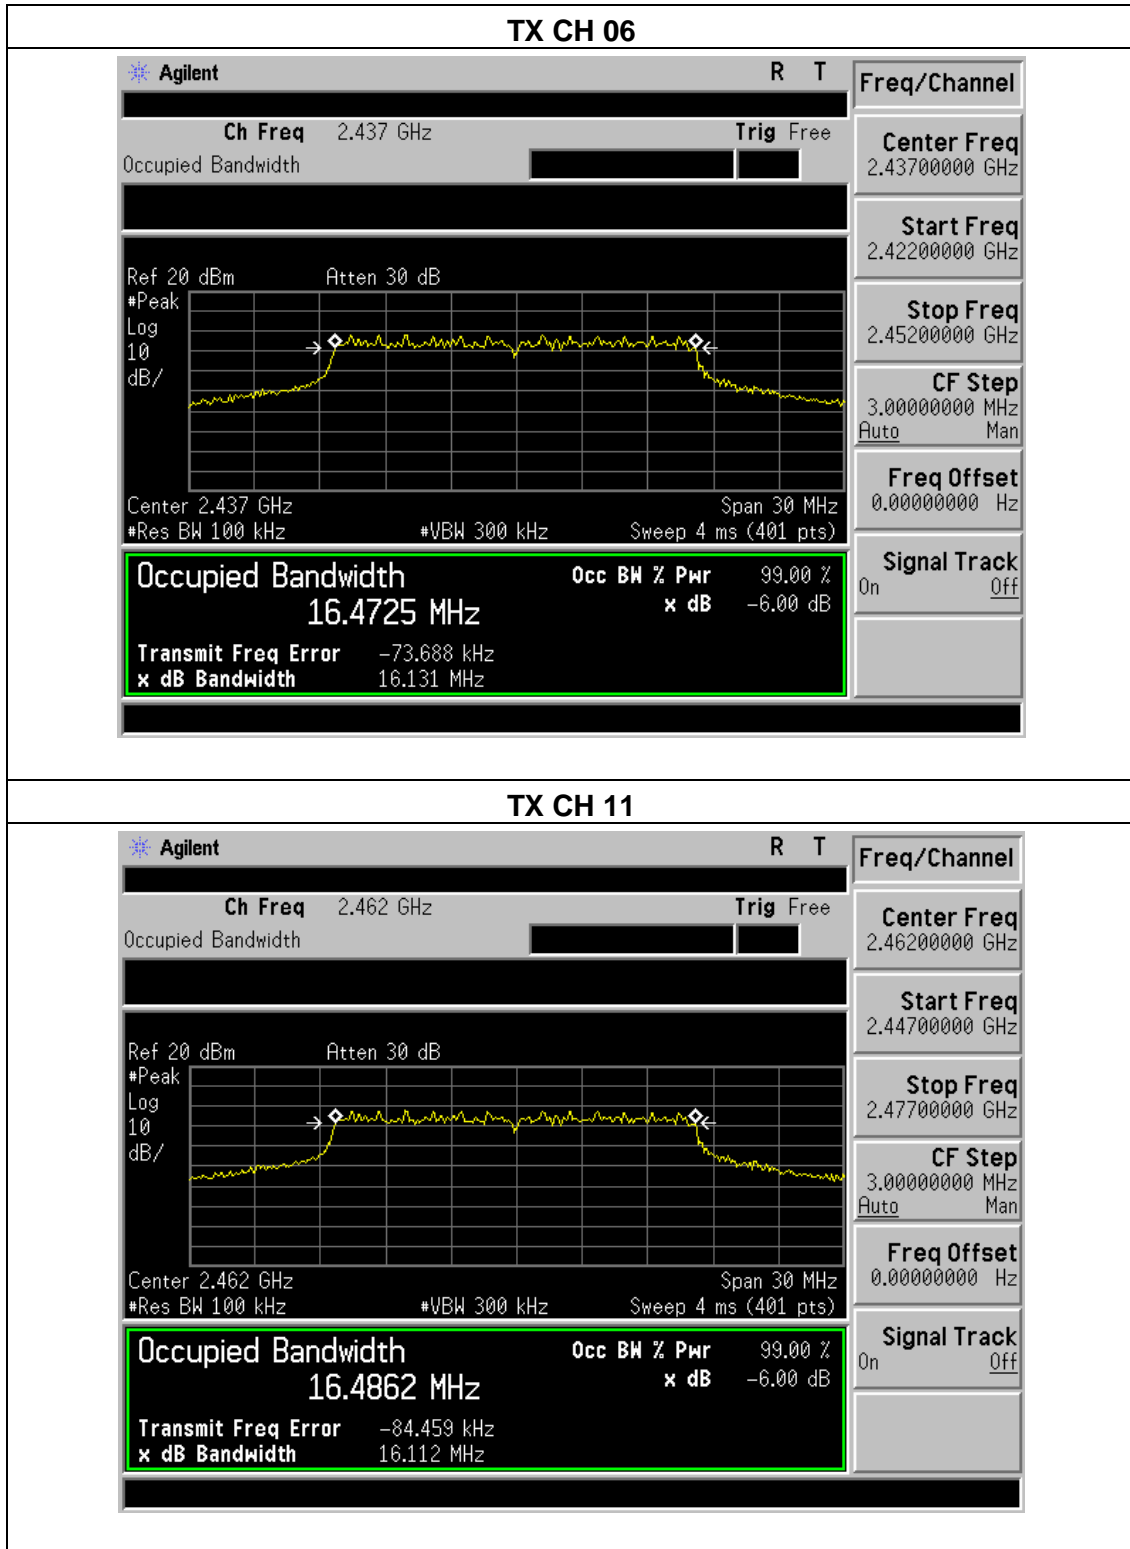 TX CH 06
Agilent R T
Freq/Channel
Ch Freq 2.437 GHz Trig Free
Occupied Bandwidth
Center Freq
2.43700000 GHz
Start Freq
2.42200000 GHz
Stop Freq
2.45200000 GHz
CF Step
3.00000000 MHz
Auto Man
Freq Offset
0.00000000 Hz
Signal Track
On Off
Ref 20 dBm Atten 30 dB
#Peak
Log
10
dB/
Center 2.437 GHz Span 30 MHz
#Res BW 100 kHz #VBW 300 kHz Sweep 4 ms (401 pts)
Occupied Bandwidth Occ BW % Pwr 99.00 %
16.4725 MHz x dB -6.00 dB
Transmit Freq Error -73.688 kHz
x dB Bandwidth 16.131 MHz
TX CH 11
Agilent R T
Freq/Channel
Ch Freq 2.462 GHz Trig Free
Occupied Bandwidth
Center Freq
2.46200000 GHz
Start Freq
2.44700000 GHz
Stop Freq
2.47700000 GHz
CF Step
3.00000000 MHz
Auto Man
Freq Offset
0.00000000 Hz
Signal Track
On Off
Ref 20 dBm Atten 30 dB
#Peak
Log
10
dB/
Center 2.462 GHz Span 30 MHz
#Res BW 100 kHz #VBW 300 kHz Sweep 4 ms (401 pts)
Occupied Bandwidth Occ BW % Pwr 99.00 %
16.4862 MHz x dB -6.00 dB
Transmit Freq Error -84.459 kHz
x dB Bandwidth 16.112 MHz